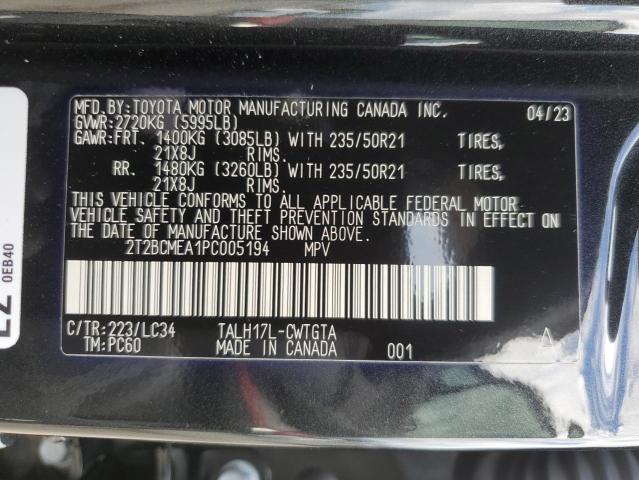 MFD.BY:TOYOTA MOTOR MANUFACTURING CANADA INC. 04/23
GVWR:2720KG (5995LB)
GAWR:FRT. 1400KG (3085LB) WITH 235/50R21 TIRES,
21X8J RIMS.
RR. 1480KG (3260LB) WITH 235/50R21 TIRES,
21X8J RIMS.
THIS VEHICLE CONFORMS TO ALL APPLICABLE FEDERAL MOTOR
VEHICLE SAFETY AND THEFT PREVENTION STANDARDS IN EFFECT ON
THE DATE OF MANUFACTURE SHOWN ABOVE.
2T2BCMEA1PC005194 MPV
C/TR:223/LC34 TALH17L-CWTGTA
TM:PC60 MADE IN CANADA 001 A
0EB40